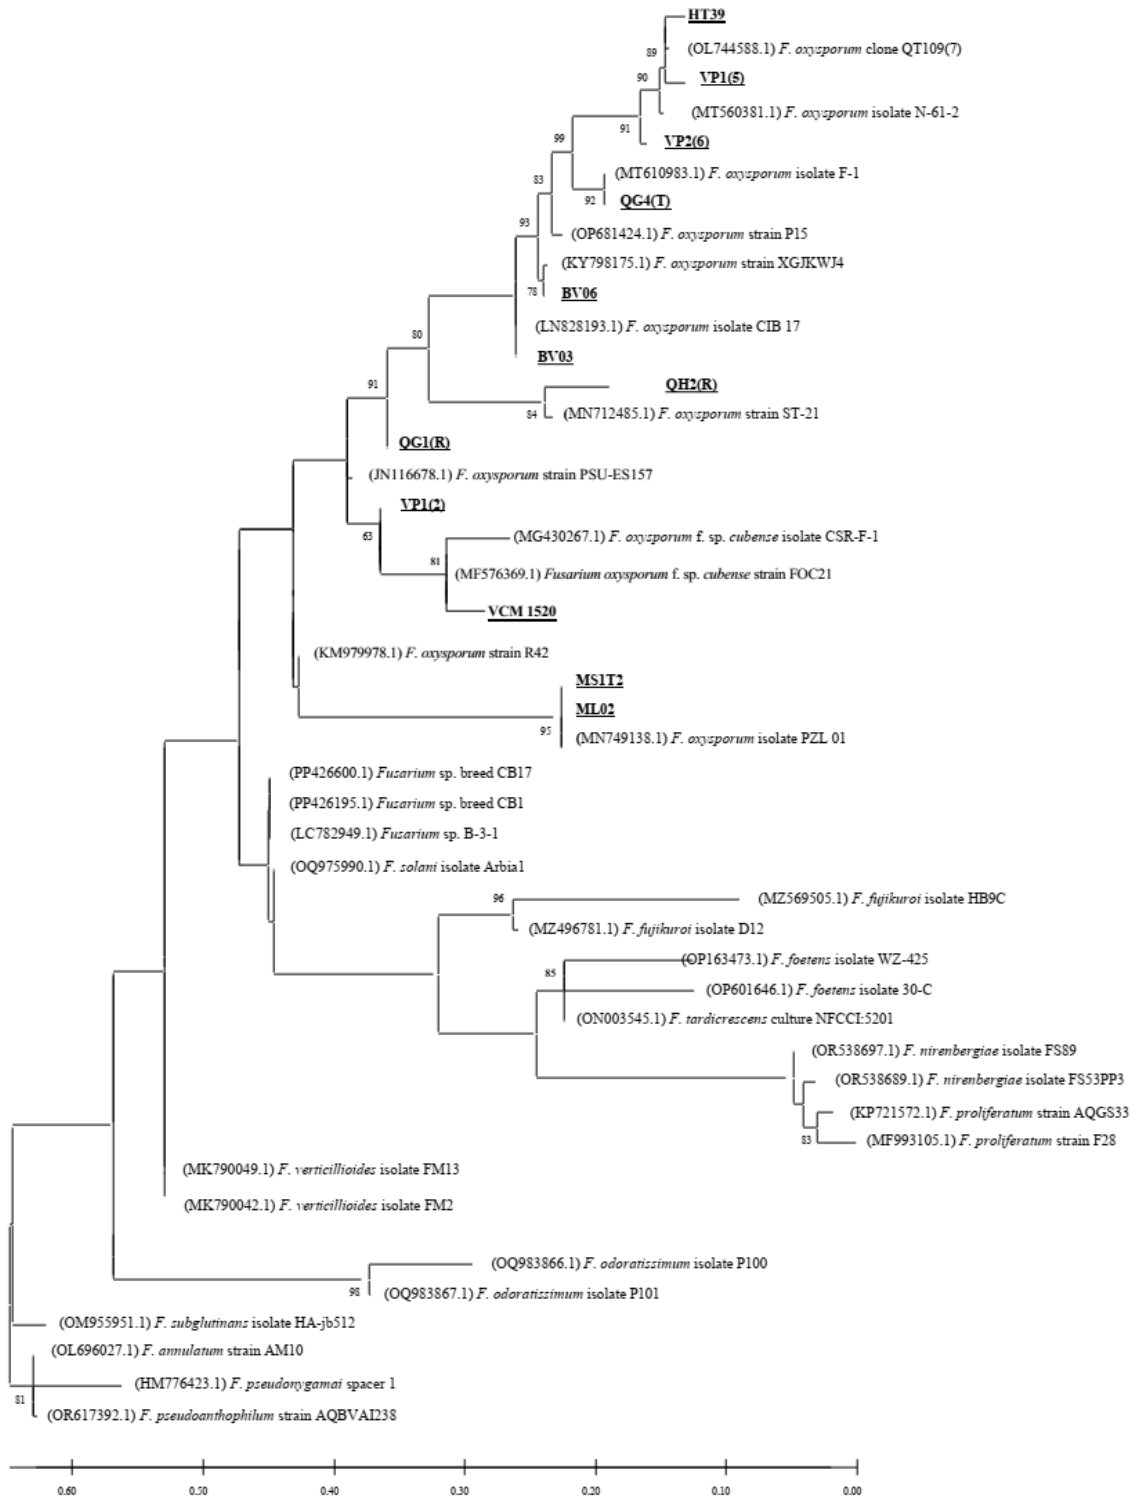 HT39
89
(OL744588.1) F. oxysporum clone QT109(7)
90
VP1(5)
(MT560381.1) F. oxysporum isolate N-61-2
91
VP2(6)
99
(MT610983.1) F. oxysporum isolate F-1
83
92
QG4(T)
93
(OP681424.1) F. oxysporum strain P15
(KY798175.1) F. oxysporum strain XGJKWJ4
78
BV06
(LN828193.1) F. oxysporum isolate CIB 17
80
BV03
91
QH2(R)
84
(MN712485.1) F. oxysporum strain ST-21
QG1(R)
(JN116678.1) F. oxysporum strain PSU-ES157
VP1(2)
63
(MG430267.1) F. oxysporum f. sp. cubense isolate CSR-F-1
81
(MF576369.1) Fusarium oxysporum f. sp. cubense strain FOC21
VCM 1520
(KM979978.1) F. oxysporum strain R42
MS1T2
ML02
95
(MN749138.1) F. oxysporum isolate PZL 01
(PP426600.1) Fusarium sp. breed CB17
(PP426195.1) Fusarium sp. breed CB1
(LC782949.1) Fusarium sp. B-3-1
(OQ975990.1) F. solani isolate Arbia1
96
(MZ569505.1) F. fujikuroi isolate HB9C
(MZ496781.1) F. fujikuroi isolate D12
(OP163473.1) F. foetens isolate WZ-425
85
(OP601646.1) F. foetens isolate 30-C
(ON003545.1) F. tardicrescens culture NFCCI:5201
(OR538697.1) F. nirenbergiae isolate FS89
(OR538689.1) F. nirenbergiae isolate FS53PP3
(KP721572.1) F. proliferatum strain AQGS33
83
(MF993105.1) F. proliferatum strain F28
(MK790049.1) F. verticillioides isolate FM13
(MK790042.1) F. verticillioides isolate FM2
(OQ983866.1) F. odoratissimum isolate P100
98
(OQ983867.1) F. odoratissimum isolate P101
(OM955951.1) F. subglutinans isolate HA-jb512
(OL696027.1) F. annulatum strain AM10
(HM776423.1) F. pseudonygamai spacer 1
81
(OR617392.1) F. pseudoanthophilum strain AQBVAI238
0.60 0.50 0.40 0.30 0.20 0.10 0.00